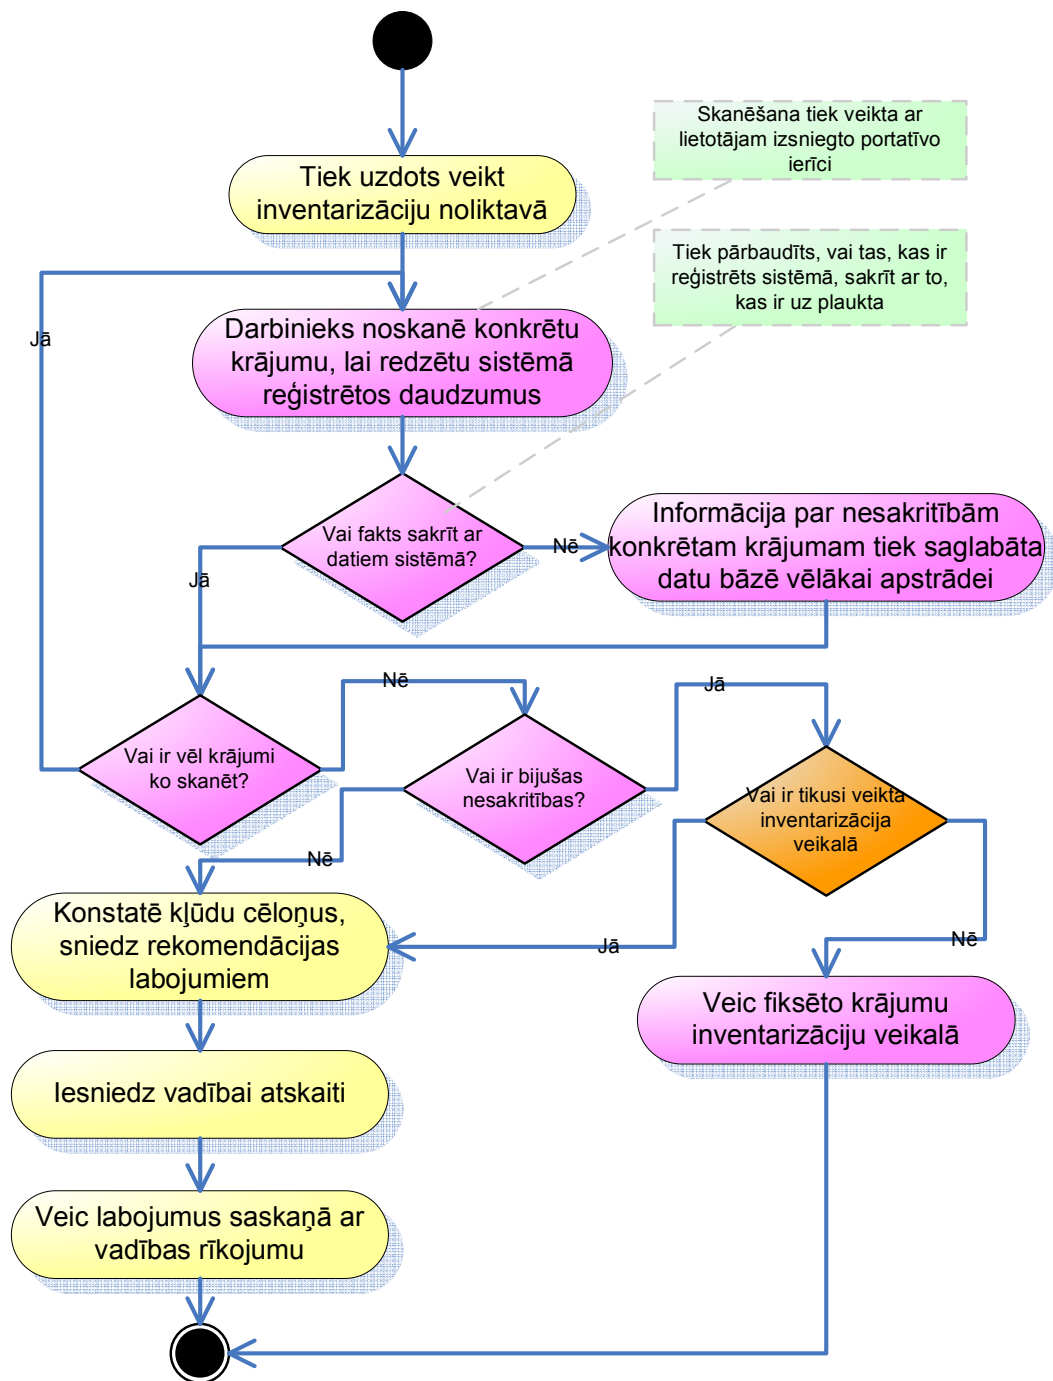 Skanēšana tiek veikta ar
lietotājam izsniegto portatīvo
ierīci
Tiek uzdots veikt
inventarizāciju noliktavā
Tiek pārbaudīts, vai tas, kas ir
reģistrēts sistēmā, sakrīt ar to,
kas ir uz plaukta
Jā
Darbinieks noskanē konkrētu
krājumu, lai redzētu sistēmā
reģistrētos daudzumus
Vai fakts sakrīt ar
datiem sistēmā?
Nē
Informācija par nesakritībām
konkrētam krājumam tiek saglabāta
datu bāzē vēlākai apstrādei
Jā
Nē
Jā
Vai ir vēl krājumi
ko skanēt?
Vai ir bijušas
nesakritības?
Vai ir tikusi veikta
inventarizācija
veikalā
Nē
Konstatē kļūdu cēloņus,
sniedz rekomendācijas
labojumiem
Jā
Nē
Veic fiksēto krājumu
inventarizāciju veikalā
Iesniedz vadībai atskaiti
Veic labojumus saskaņā ar
vadības rīkojumu